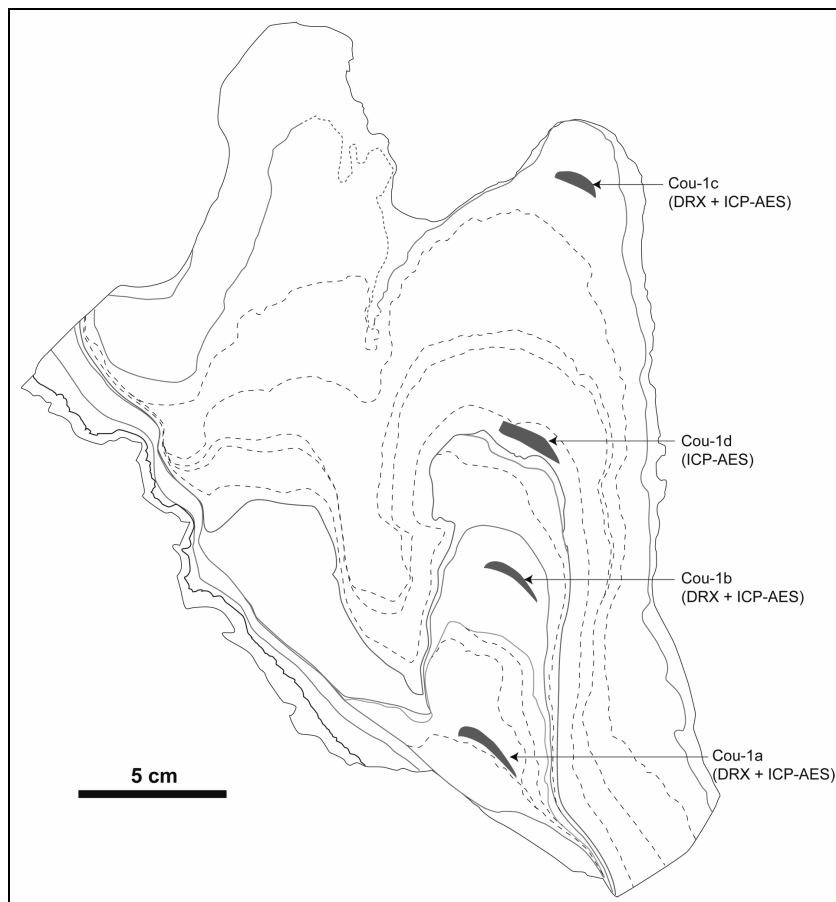 Cou-1c
(DRX + ICP-AES)
Cou-1d
(ICP-AES)
Cou-1b
(DRX + ICP-AES)
Cou-1a
(DRX + ICP-AES)
5 cm